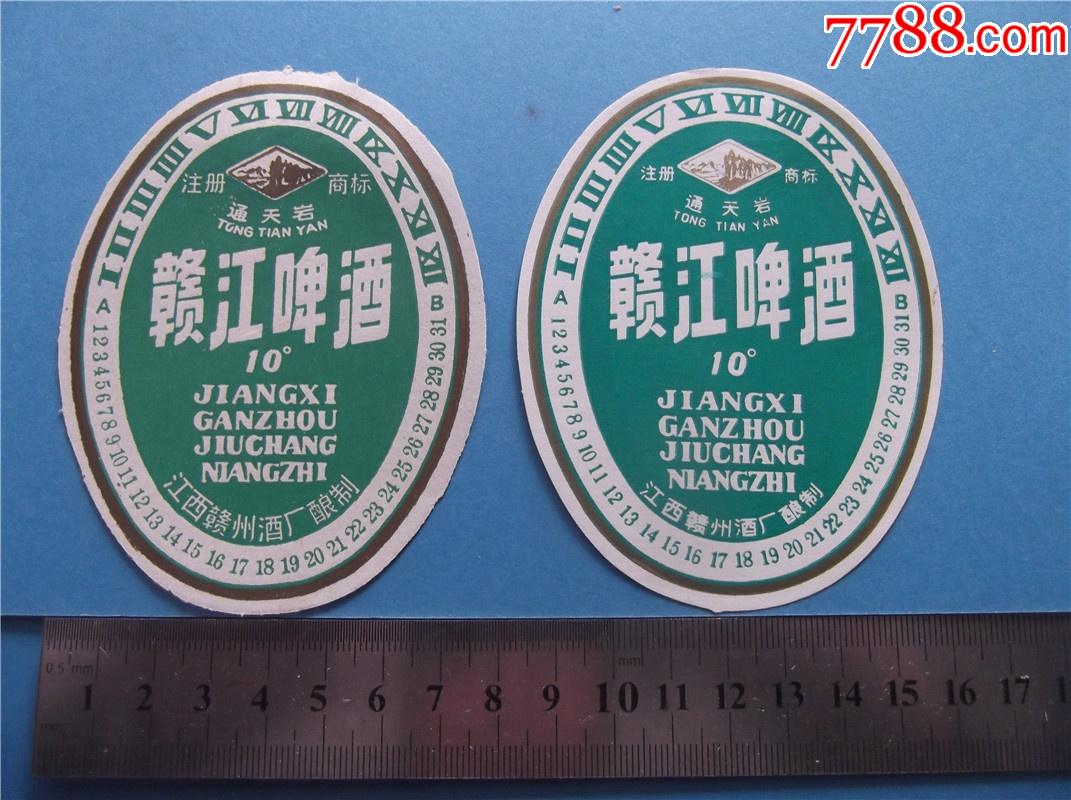 7788.com
I II III IIII V VI VII VIII IX X XI XII
注册 商标
通天岩
TONG TIAN YAN
赣江啤酒
10°
JIANGXI
GANZHOU
JIUCHANG
NIANGZHI
江西赣州酒厂酿制
A 1 2 3 4 5 6 7 8 9 10 11 12 13 14 15 16 17 18 19 20 21 22 23 24 25 26 27 28 29 30 31 B
I II III IIII V VI VII VIII IX X XI XII
注册 商标
通天岩
TONG TIAN YAN
赣江啤酒
10°
JIANGXI
GANZHOU
JIUCHANG
NIANGZHI
江西赣州酒厂酿制
A 1 2 3 4 5 6 7 8 9 10 11 12 13 14 15 16 17 18 19 20 21 22 23 24 25 26 27 28 29 30 31 B
0.5 mm
mm
1 2 3 4 5 6 7 8 9 10 11 12 13 14 15 16 17